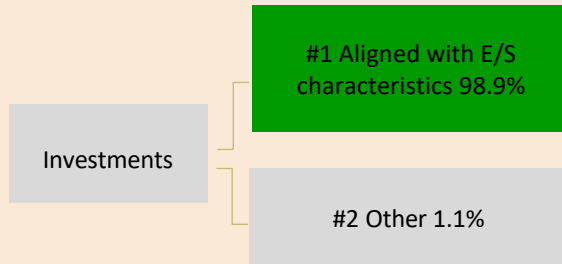 #1 Aligned with E/S
characteristics 98.9%
Investments
#2 Other 1.1%